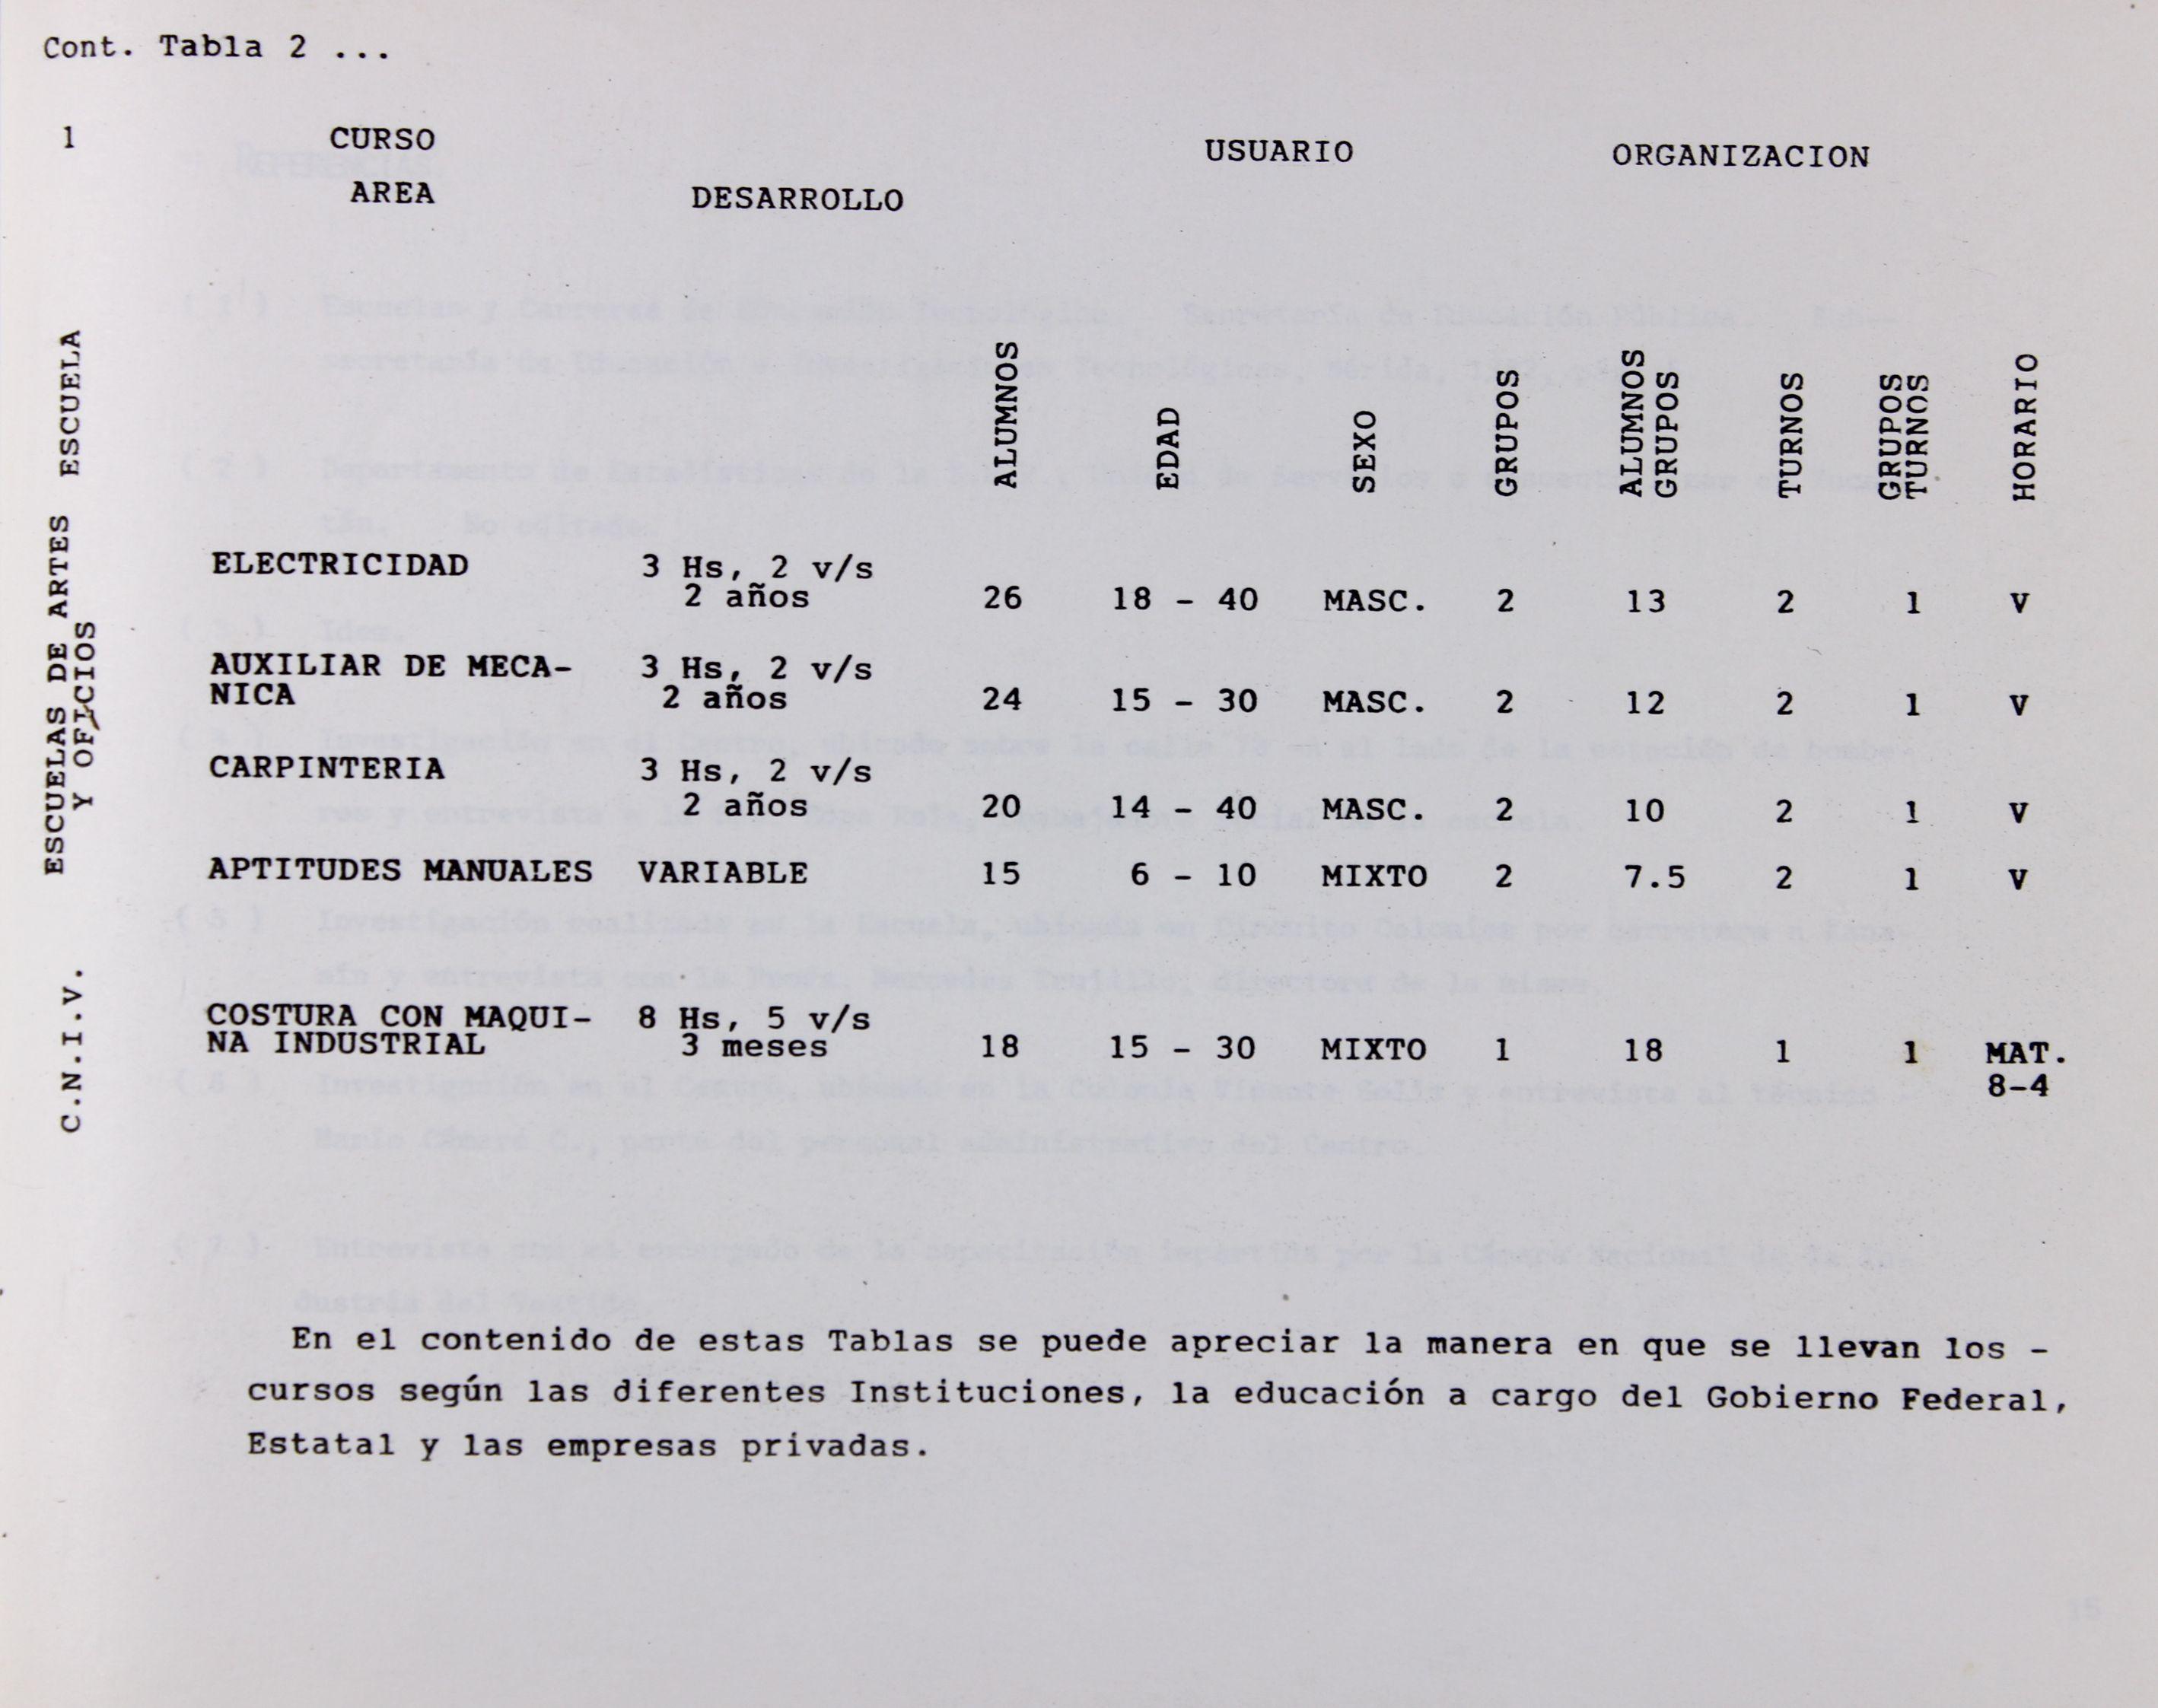 Cont. Tabla 2 ...
1 CURSO USUARIO ORGANIZACION
AREA DESARROLLO
ESCUELA ALUMNOS EDAD SEXO GRUPOS ALUMNOS GRUPOS TURNOS GRUPOS TURNOS HORARIO
ESCUELAS DE ARTES
Y OFICIOS
ELECTRICIDAD 3 Hs, 2 v/s
2 años 26 18 - 40 MASC. 2 13 2 1 V
AUXILIAR DE MECA- 3 Hs, 2 v/s
NICA 2 años 24 15 - 30 MASC. 2 12 2 1 V
CARPINTERIA 3 Hs, 2 v/s
2 años 20 14 - 40 MASC. 2 10 2 1 V
APTITUDES MANUALES VARIABLE 15 6 - 10 MIXTO 2 7.5 2 1 V
C.N.I.V.
COSTURA CON MAQUI- 8 Hs, 5 v/s
NA INDUSTRIAL 3 meses 18 15 - 30 MIXTO 1 18 1 1 MAT.
8-4
En el contenido de estas Tablas se puede apreciar la manera en que se llevan los -
cursos según las diferentes Instituciones, la educación a cargo del Gobierno Federal,
Estatal y las empresas privadas.